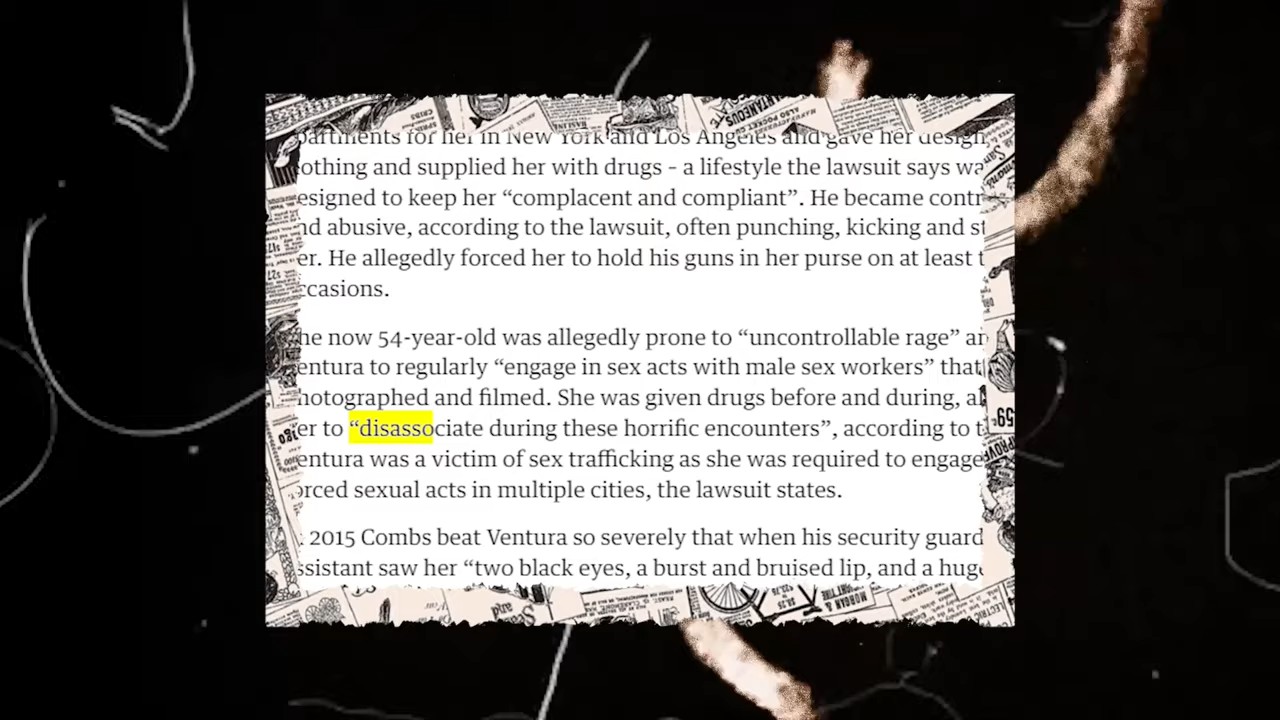 partments for her in New York and Los Angeles and gave her design
othing and supplied her with drugs – a lifestyle the lawsuit says wa
esigned to keep her “complacent and compliant”. He became contr
nd abusive, according to the lawsuit, often punching, kicking and st
er. He allegedly forced her to hold his guns in her purse on at least t
ccasions.
he now 54-year-old was allegedly prone to “uncontrollable rage” an
entura to regularly “engage in sex acts with male sex workers” that
hotographed and filmed. She was given drugs before and during, al
er to “disassociate during these horrific encounters”, according to t
entura was a victim of sex trafficking as she was required to engage
orced sexual acts in multiple cities, the lawsuit states.
. 2015 Combs beat Ventura so severely that when his security guard
ssistant saw her “two black eyes, a burst and bruised lip, and a huge